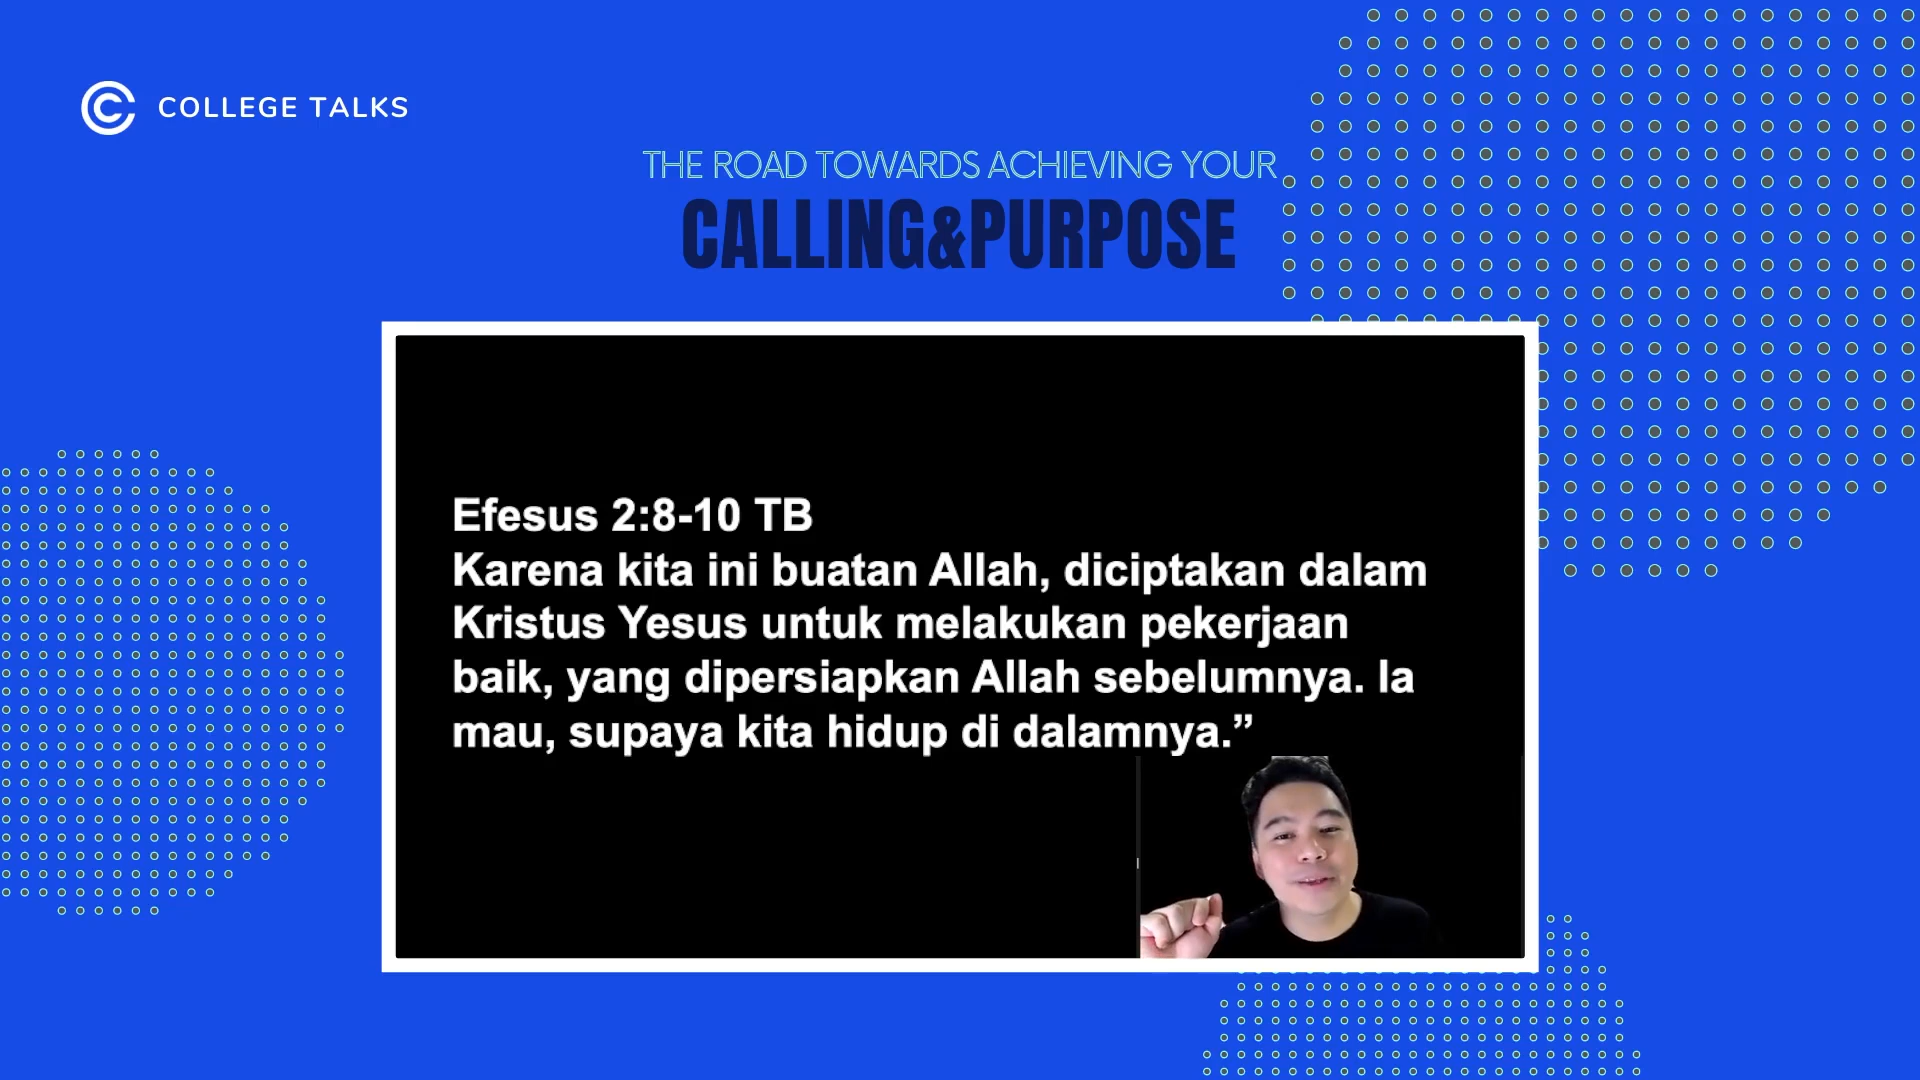 COLLEGE TALKS
THE ROAD TOWARDS ACHIEVING YOUR
CALLING&PURPOSE
Efesus 2:8-10 TB
Karena kita ini buatan Allah, diciptakan dalam
Kristus Yesus untuk melakukan pekerjaan
baik, yang dipersiapkan Allah sebelumnya. Ia
mau, supaya kita hidup di dalamnya.”